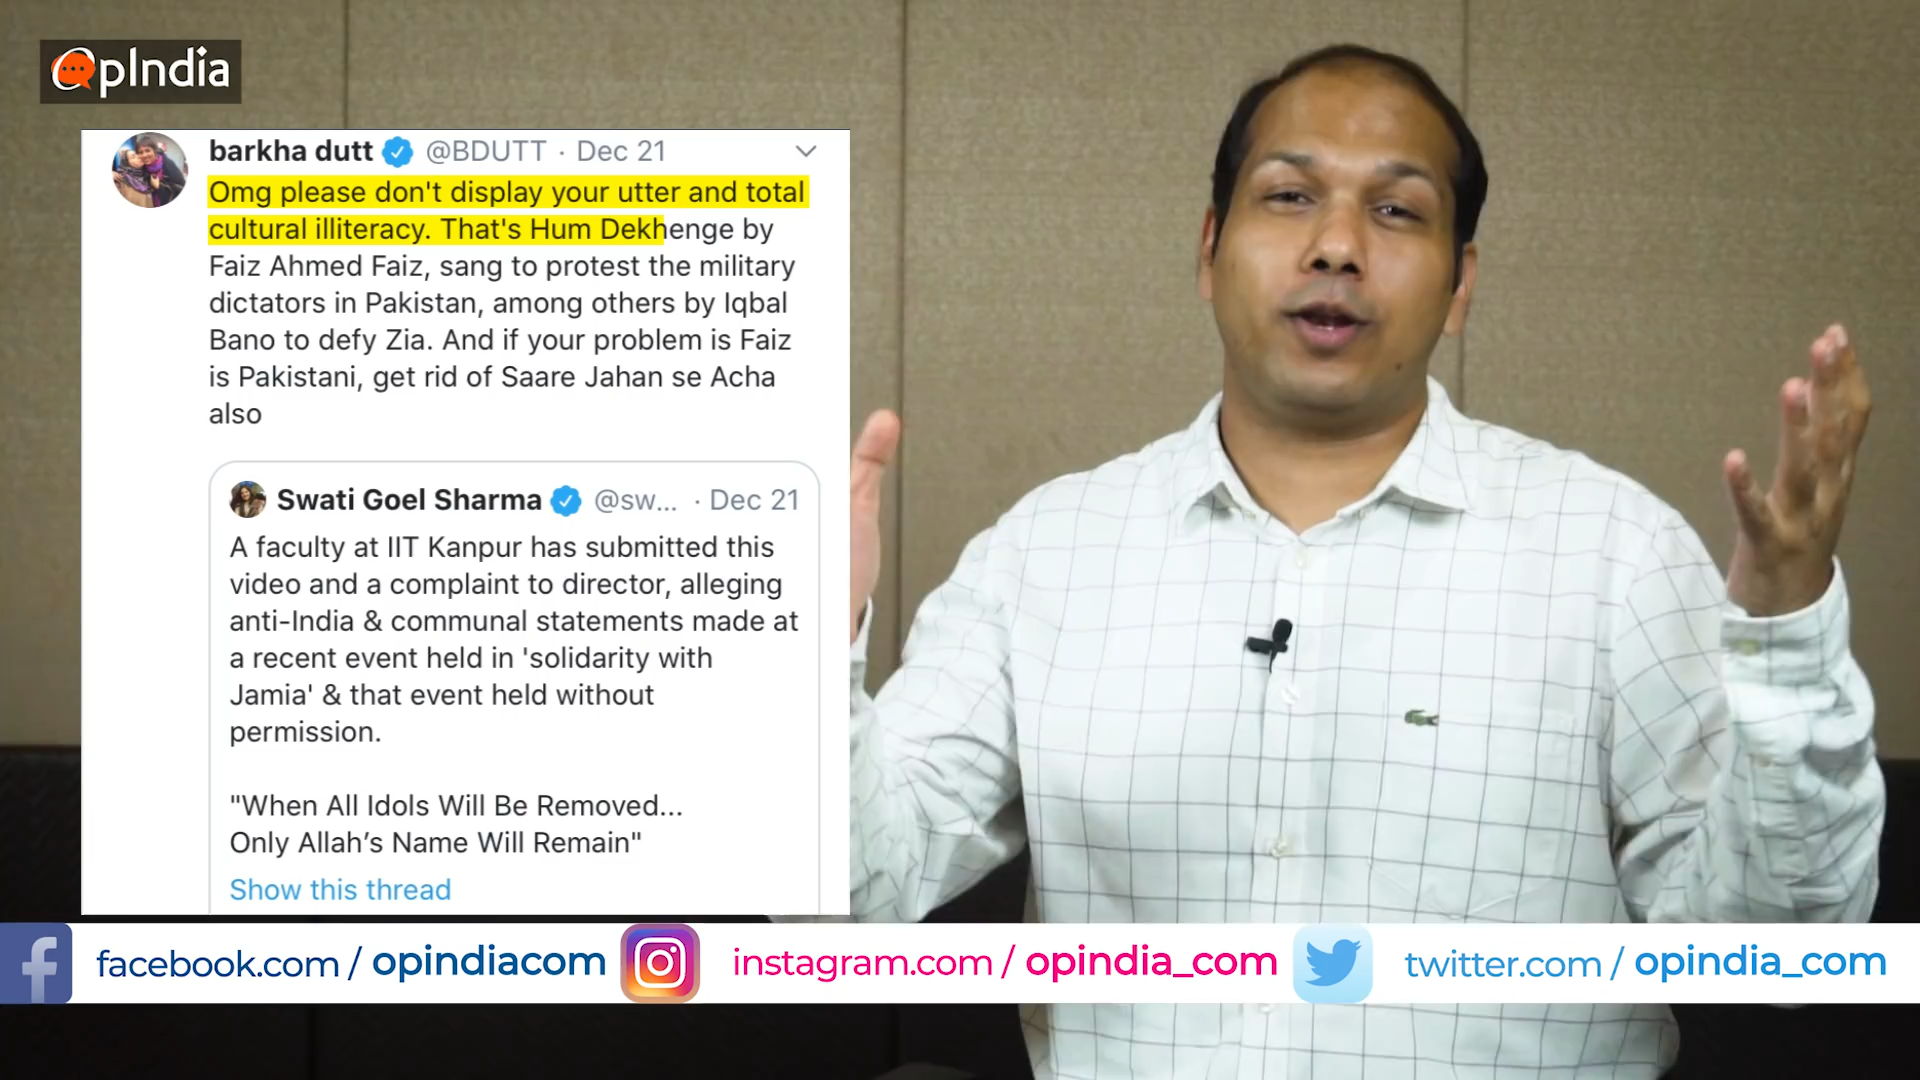 OpIndia
barkha dutt @BDUTT · Dec 21
Omg please don't display your utter and total
cultural illiteracy. That's Hum Dekhenge by
Faiz Ahmed Faiz, sang to protest the military
dictators in Pakistan, among others by Iqbal
Bano to defy Zia. And if your problem is Faiz
is Pakistani, get rid of Saare Jahan se Acha
also
Swati Goel Sharma @sw... · Dec 21
A faculty at IIT Kanpur has submitted this
video and a complaint to director, alleging
anti-India & communal statements made at
a recent event held in 'solidarity with
Jamia' & that event held without
permission.
"When All Idols Will Be Removed...
Only Allah's Name Will Remain"
Show this thread
facebook.com / opindiacom
instagram.com / opindia_com
twitter.com / opindia_com